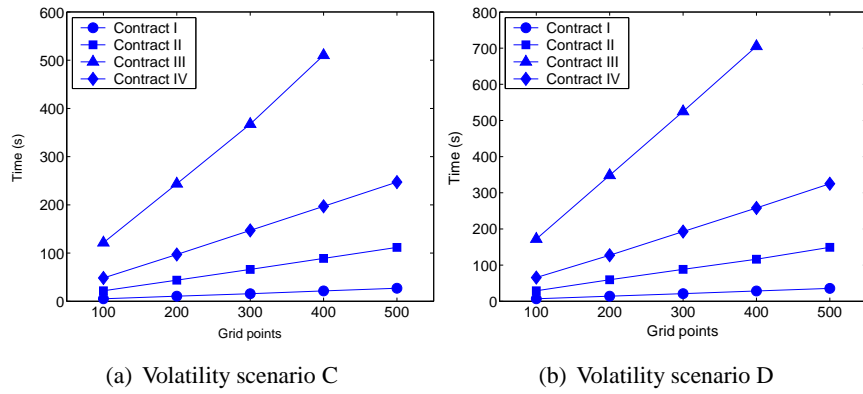 600
500
400
300
200
100
0
Time (s)
Contract I
Contract II
Contract III
Contract IV
100 200 300 400 500
Grid points
(a) Volatility scenario C
800
700
600
500
400
300
200
100
0
Time (s)
Contract I
Contract II
Contract III
Contract IV
100 200 300 400 500
Grid points
(b) Volatility scenario D